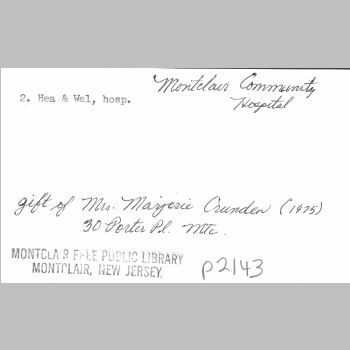 Montclair Community
Hospital
2. Hea & Wel, hosp.
gift of Mrs. Marjorie Crunden (1975)
30 Porter Pl. Mtc.
MONTCLAIR FREE PUBLIC LIBRARY
MONTCLAIR, NEW JERSEY.
p2143